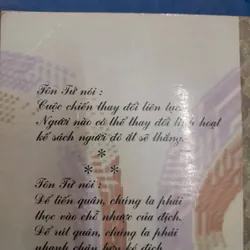 Tôn Tử nói :
Cuộc chiến thay đổi liên tục.
Người nào có thể thay đổi linh hoạt
kế sách người đó ắt sẽ thắng.
* * *
Tôn Tử nói :
Để tiến quân, chúng ta phải
thọc vào chỗ nhược của địch.
Để rút quân, chúng ta phải
nhanh chân hơn kẻ địch